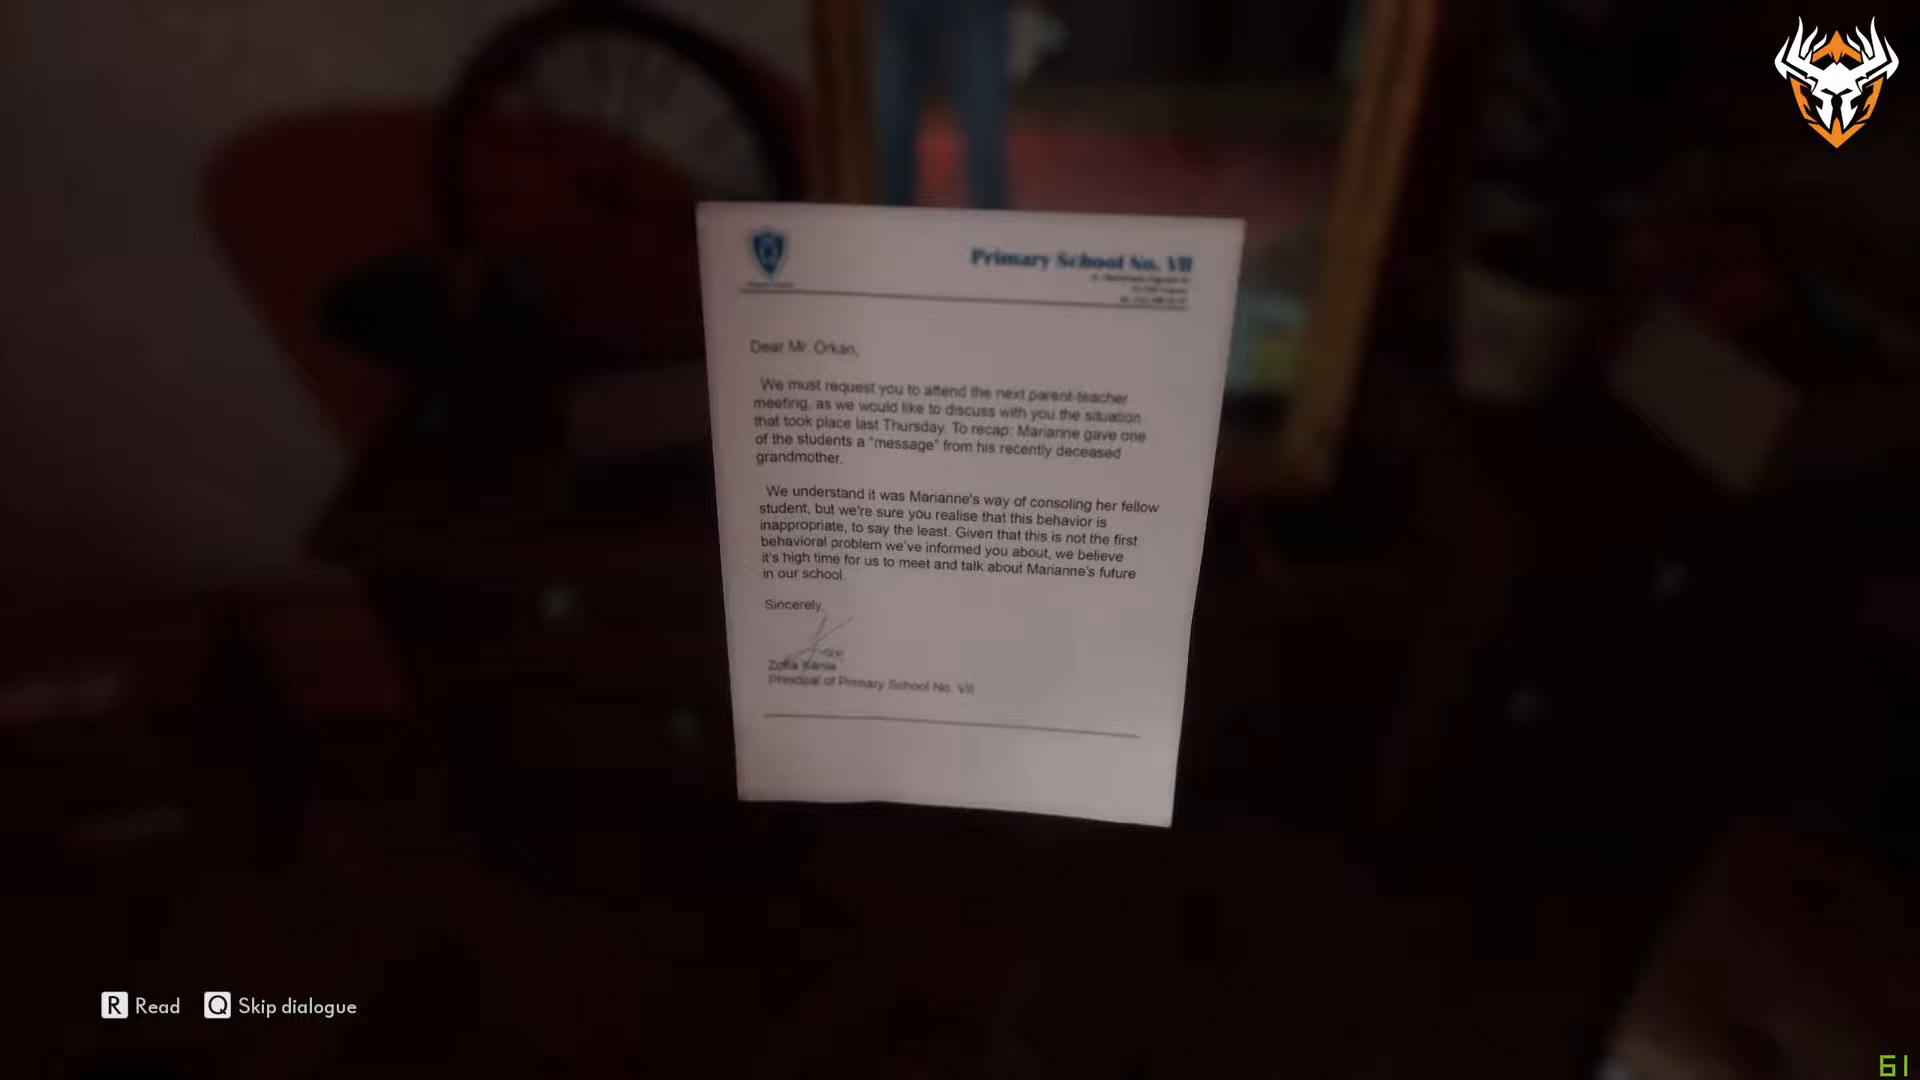 Primary School No. VII
Dear Mr. Orkan,
We must request you to attend the next parent-teacher
meeting, as we would like to discuss with you the situation
that took place last Thursday. To recap: Marianne gave one
of the students a "message" from his recently deceased
grandmother.
We understand it was Marianne's way of consoling her fellow
student, but we're sure you realise that this behavior is
inappropriate, to say the least. Given that this is not the first
behavioral problem we've informed you about, we believe
it's high time for us to meet and talk about Marianne's future
in our school.
Sincerely,
Zofia
Principal of Primary School No. VII
R Read Q Skip dialogue
61